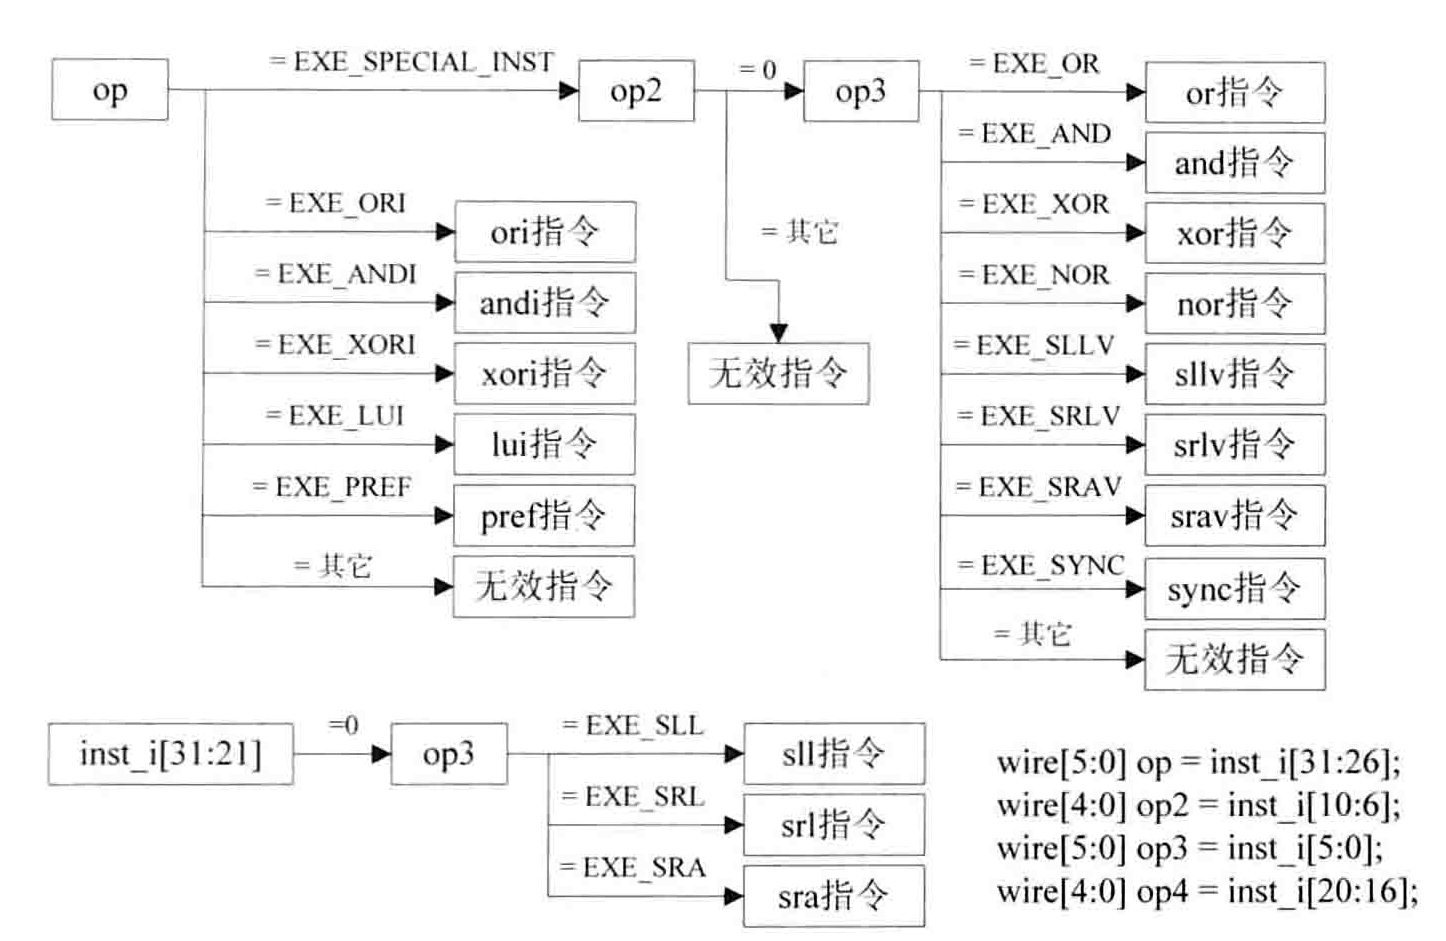 op
= EXE_SPECIAL_INST
op2
= 0
op3
= EXE_OR
or指令
= EXE_AND
and指令
= EXE_XOR
xor指令
= EXE_NOR
nor指令
= EXE_SLLV
sllv指令
= EXE_SRLV
srlv指令
= EXE_SRAV
srav指令
= EXE_SYNC
sync指令
= 其它
无效指令
= 其它
无效指令
= EXE_ORI
ori指令
= EXE_ANDI
andi指令
= EXE_XORI
xori指令
= EXE_LUI
lui指令
= EXE_PREF
pref指令
= 其它
无效指令
inst_i[31:21]
=0
op3
= EXE_SLL
sll指令
= EXE_SRL
srl指令
= EXE_SRA
sra指令
wire[5:0] op = inst_i[31:26];
wire[4:0] op2 = inst_i[10:6];
wire[5:0] op3 = inst_i[5:0];
wire[4:0] op4 = inst_i[20:16];